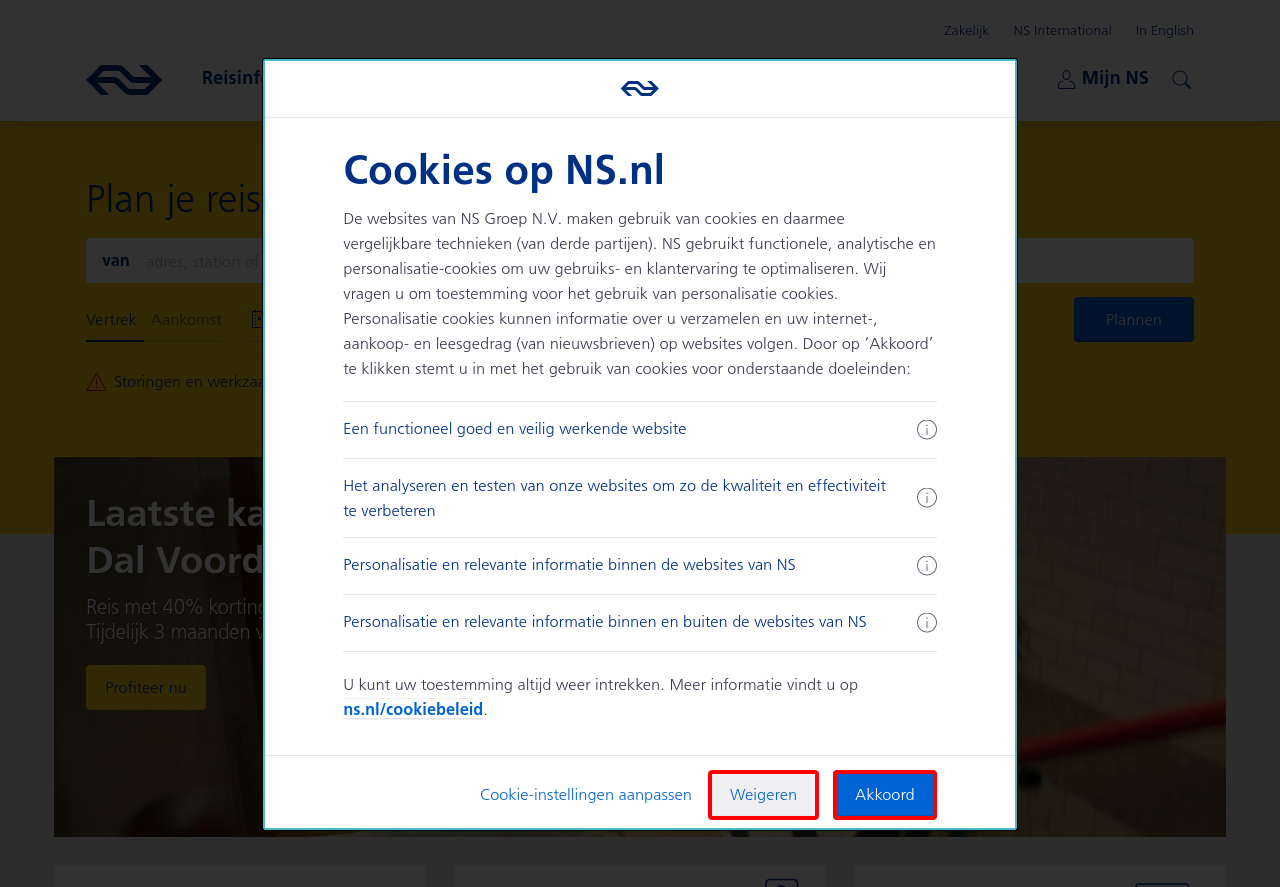 Zakelijk NS International In English
Reisinfo
Mijn NS
Cookies op NS.nl
De websites van NS Groep N.V. maken gebruik van cookies en daarmee
vergelijkbare technieken (van derde partijen). NS gebruikt functionele, analytische en
personalisatie-cookies om uw gebruiks- en klantervaring te optimaliseren. Wij
vragen u om toestemming voor het gebruik van personalisatie cookies.
Personalisatie cookies kunnen informatie over u verzamelen en uw internet-,
aankoop- en leesgedrag (van nieuwsbrieven) op websites volgen. Door op ‘Akkoord’
te klikken stemt u in met het gebruik van cookies voor onderstaande doeleinden:
Een functioneel goed en veilig werkende website
Het analyseren en testen van onze websites om zo de kwaliteit en effectiviteit
te verbeteren
Personalisatie en relevante informatie binnen de websites van NS
Personalisatie en relevante informatie binnen en buiten de websites van NS
U kunt uw toestemming altijd weer intrekken. Meer informatie vindt u op
ns.nl/cookiebeleid.
Cookie-instellingen aanpassen Weigeren Akkoord
Plan je reis
van adres, station of
Vertrek Aankomst
Plannen
Storingen en werkzaa
Laatste ka
Dal Voord
Reis met 40% korting
Tijdelijk 3 maanden v
Profiteer nu